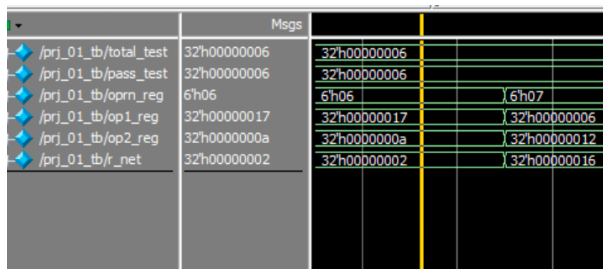 Msgs
/prj_01_tb/total_test 32'h00000006 32'h00000006
/prj_01_tb/pass_test 32'h00000006 32'h00000006
/prj_01_tb/oprn_reg 6'h06 6'h06 6'h07
/prj_01_tb/op1_reg 32'h00000017 32'h00000017 32'h00000006
/prj_01_tb/op2_reg 32'h0000000a 32'h0000000a 32'h00000012
/prj_01_tb/r_net 32'h00000002 32'h00000002 32'h00000016